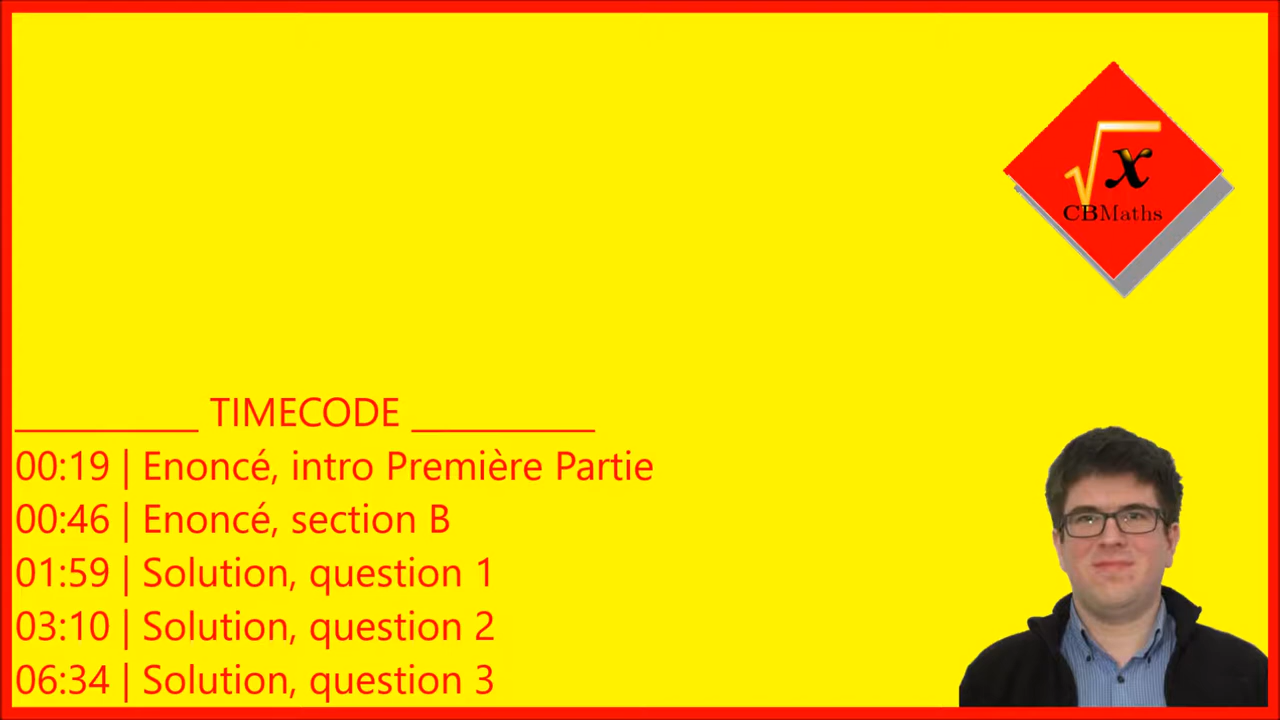 √x
CBMaths
___________ TIMECODE ___________
00:19 | Enoncé, intro Première Partie
00:46 | Enoncé, section B
01:59 | Solution, question 1
03:10 | Solution, question 2
06:34 | Solution, question 3